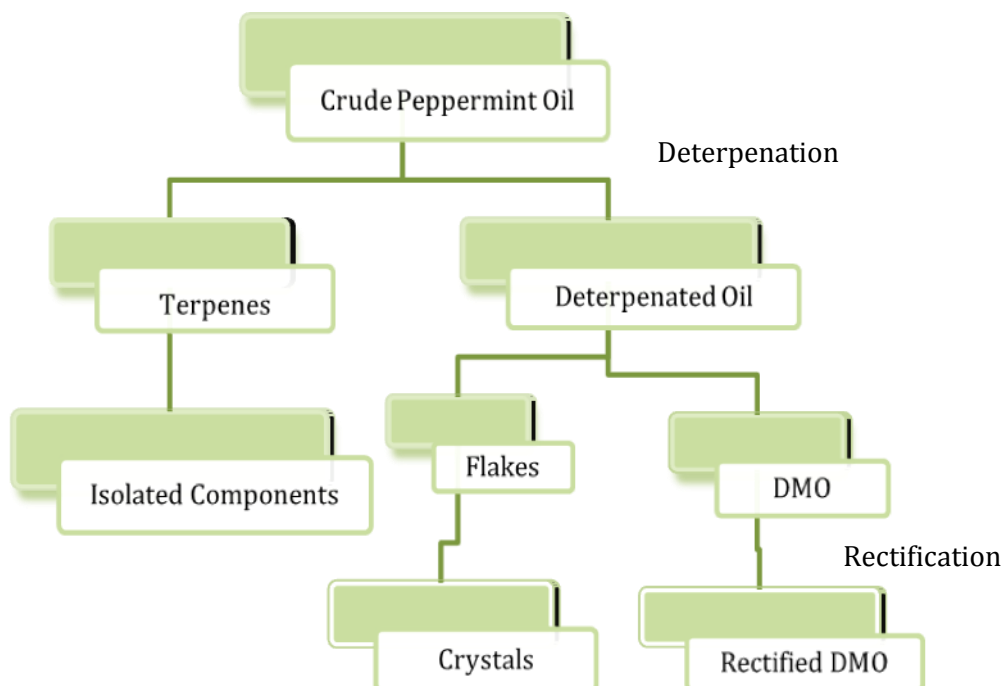 Crude Peppermint Oil
Deterpenation
Terpenes
Deterpenated Oil
Isolated Components
Flakes
DMO
Rectification
Crystals
Rectified DMO